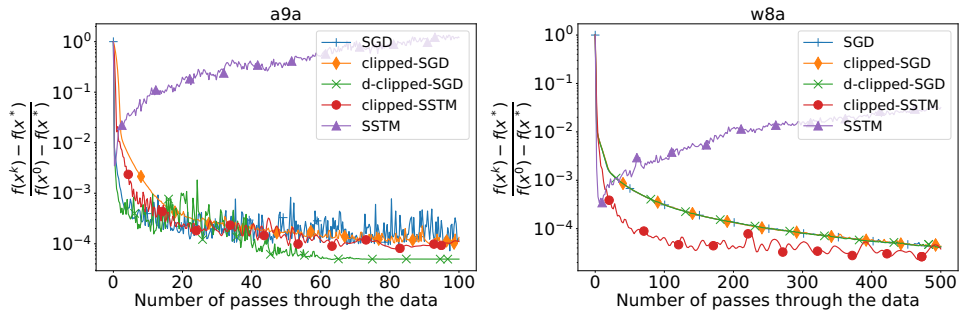 a9a
SGD
clipped-SGD
d-clipped-SGD
clipped-SSTM
SSTM
10^0
10^{-1}
10^{-2}
10^{-3}
10^{-4}
\frac{f(x^k) - f(x^*)}{f(x^0) - f(x^*)}
0 20 40 60 80 100
Number of passes through the data
w8a
SGD
clipped-SGD
d-clipped-SGD
clipped-SSTM
SSTM
10^0
10^{-1}
10^{-2}
10^{-3}
10^{-4}
\frac{f(x^k) - f(x^*)}{f(x^0) - f(x^*)}
0 100 200 300 400 500
Number of passes through the data